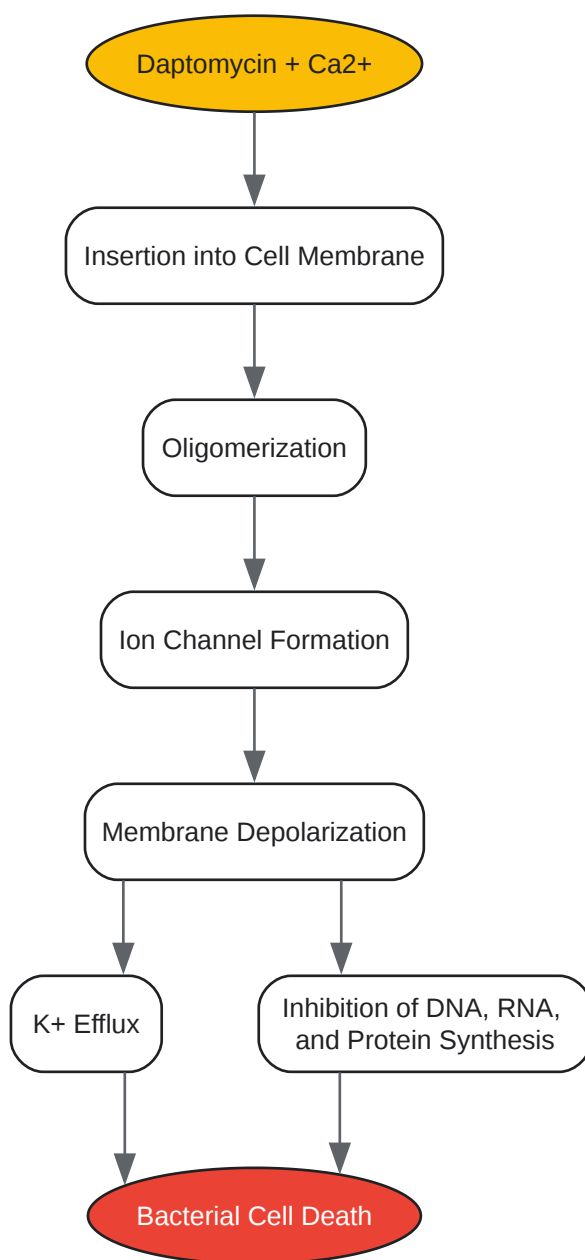 Daptomycin + Ca2+
Insertion into Cell Membrane
Oligomerization
Ion Channel Formation
Membrane Depolarization
K+ Efflux
Inhibition of DNA, RNA,
and Protein Synthesis
Bacterial Cell Death